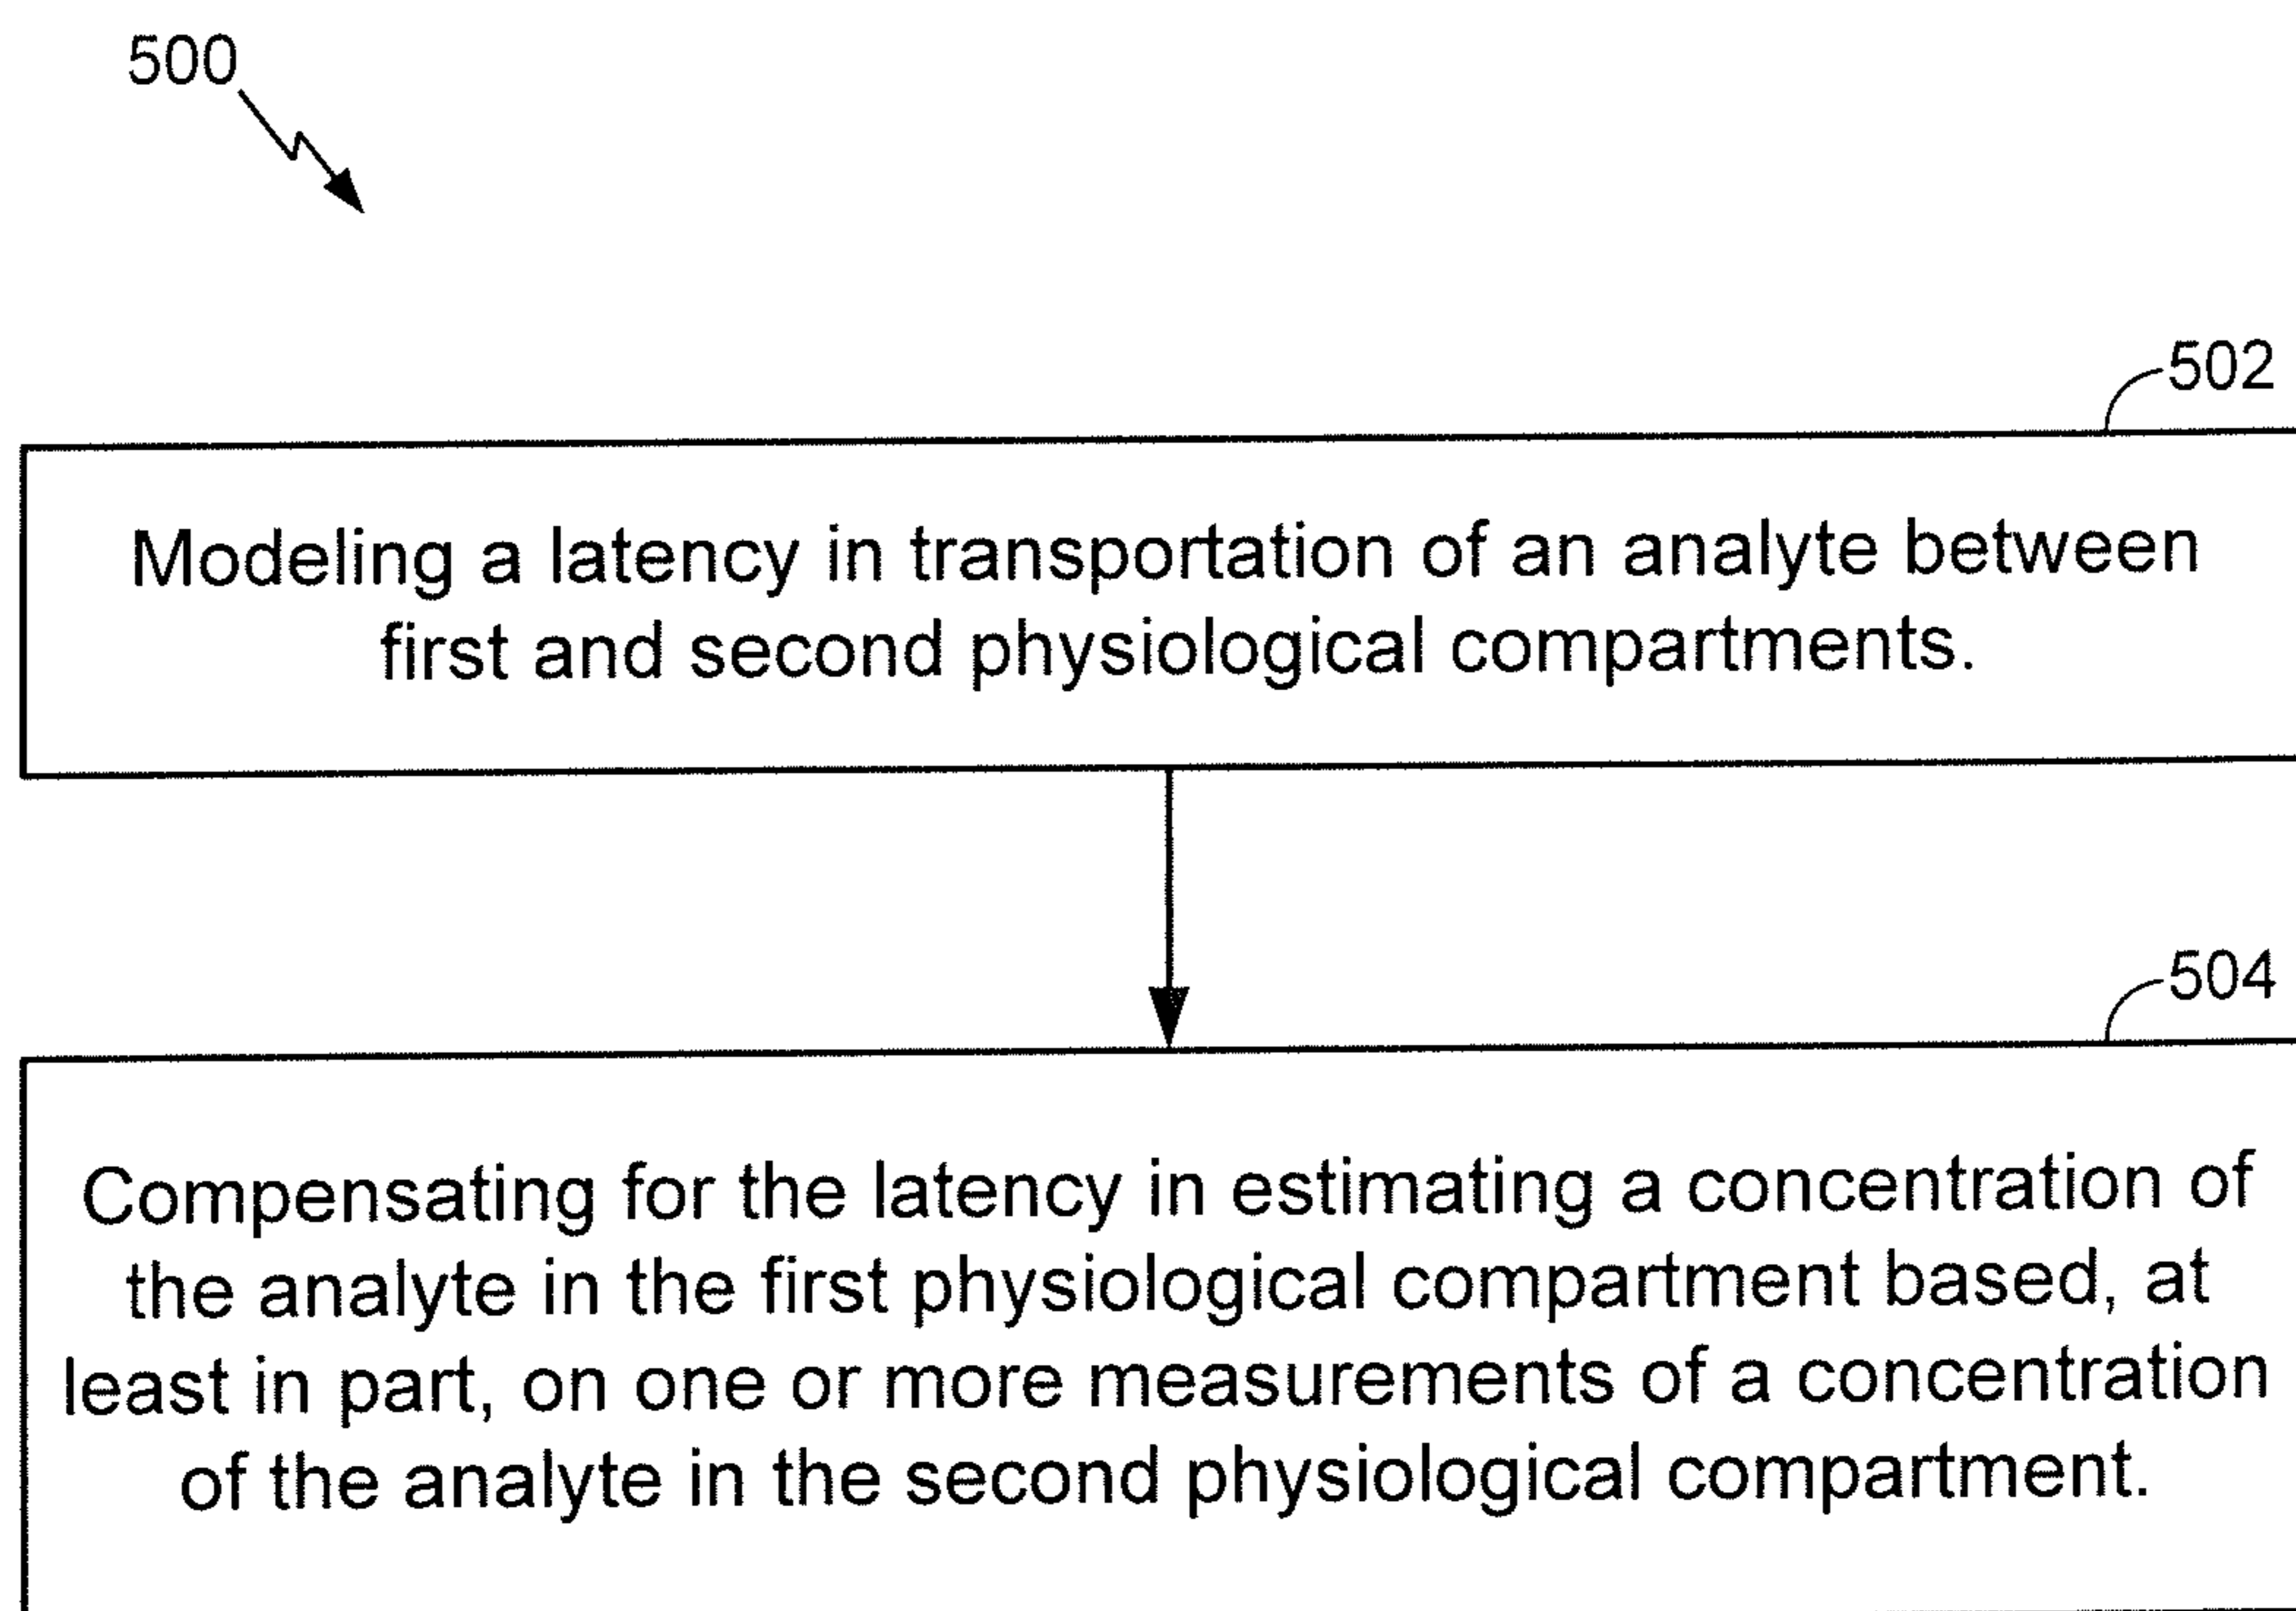 500
502
Modeling a latency in transportation of an analyte between
first and second physiological compartments.
504
Compensating for the latency in estimating a concentration of
the analyte in the first physiological compartment based, at
least in part, on one or more measurements of a concentration
of the analyte in the second physiological compartment.